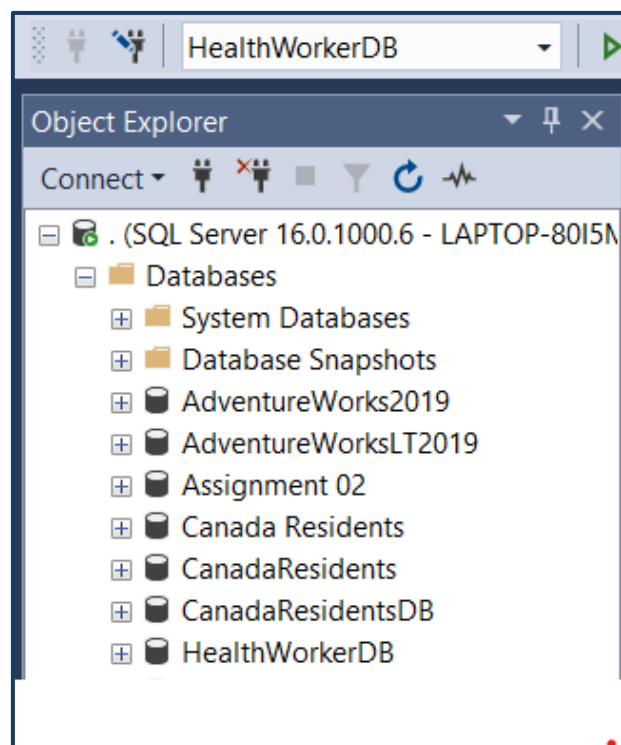 HealthWorkerDB
Object Explorer
Connect
. (SQL Server 16.0.1000.6 - LAPTOP-80I5M
Databases
System Databases
Database Snapshots
AdventureWorks2019
AdventureWorksLT2019
Assignment 02
Canada Residents
CanadaResidents
CanadaResidentsDB
HealthWorkerDB